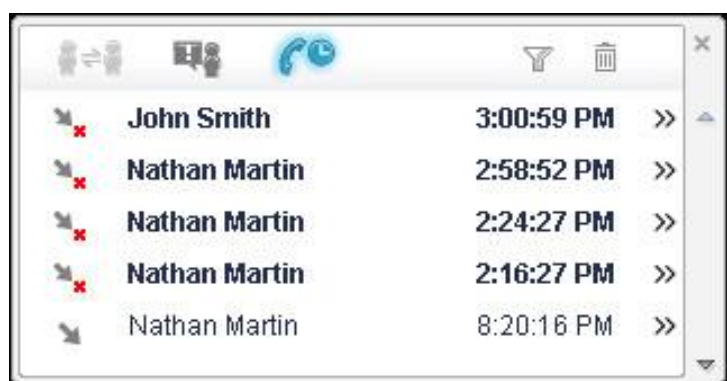 John Smith 3:00:59 PM >>
Nathan Martin 2:58:52 PM >>
Nathan Martin 2:24:27 PM >>
Nathan Martin 2:16:27 PM >>
Nathan Martin 8:20:16 PM >>